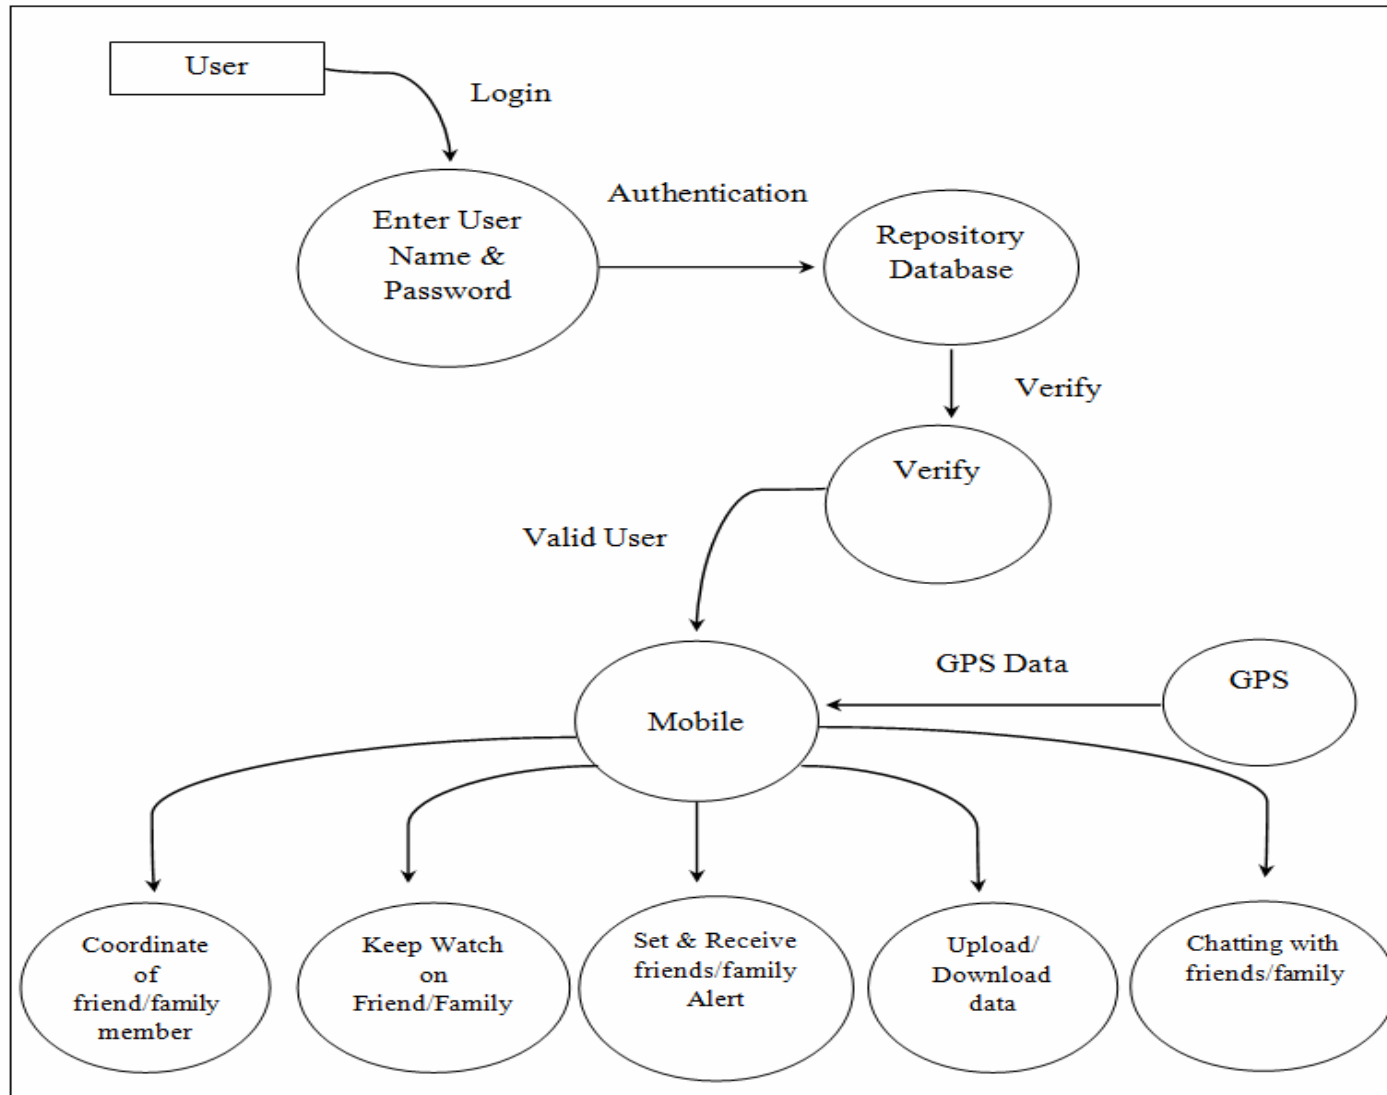 User
Login
Authentication
Enter User
Name &
Password
Repository
Database
Verify
Verify
Valid User
GPS Data
GPS
Mobile
Coordinate
of
friend/family
member
Keep Watch
on
Friend/Family
Set & Receive
friends/family
Alert
Upload/
Download
data
Chatting with
friends/family